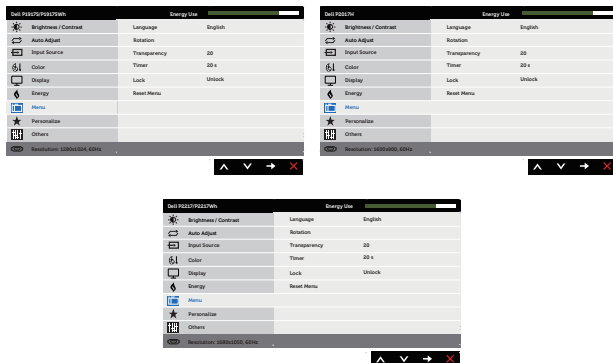 Dell P1917S/P1917SWh Energy Use
Brightness / Contrast Language English
Auto Adjust Rotation
Input Source Transparency 20
Color Timer 20 s
Display Lock Unlock
Energy Reset Menu
Menu
Personalize
Others
Resolution: 1280x1024, 60Hz
Dell P2017H Energy Use
Brightness / Contrast Language English
Auto Adjust Rotation
Input Source Transparency 20
Color Timer 20 s
Display Lock Unlock
Energy Reset Menu
Menu
Personalize
Others
Resolution: 1600x900, 60Hz
Dell P2217/P2217Wh Energy Use
Brightness / Contrast Language English
Auto Adjust Rotation
Input Source Transparency 20
Color Timer 20 s
Display Lock Unlock
Energy Reset Menu
Menu
Personalize
Others
Resolution: 1680x1050, 60Hz